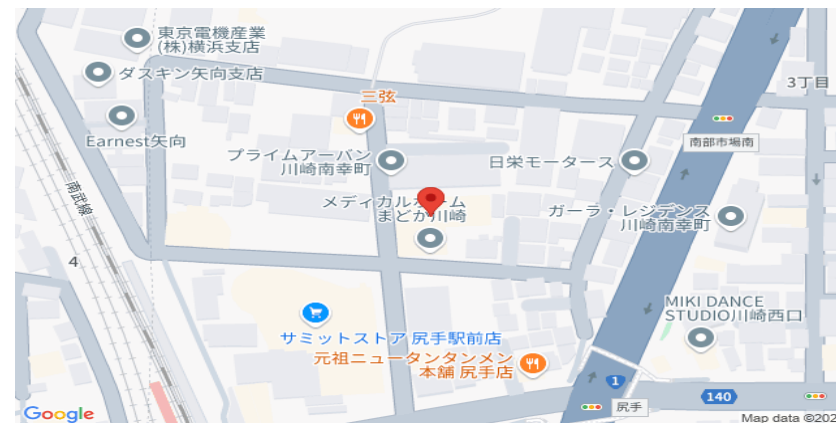 東京電機産業
(株)横浜支店
ダスキン矢向支店
3丁目
三弦
Earnest矢向
南部市場南
プライムアーバン
川崎南幸町
日栄モータース
南武線
メディカルホーム
まどか川崎
ガーラ・レジデンス
川崎南幸町
4
MIKI DANCE
STUDIO川崎西口
サミットストア 尻手駅前店
元祖ニュータンタンメン
本舗 尻手店
1
140
尻手
Google
Map data ©202